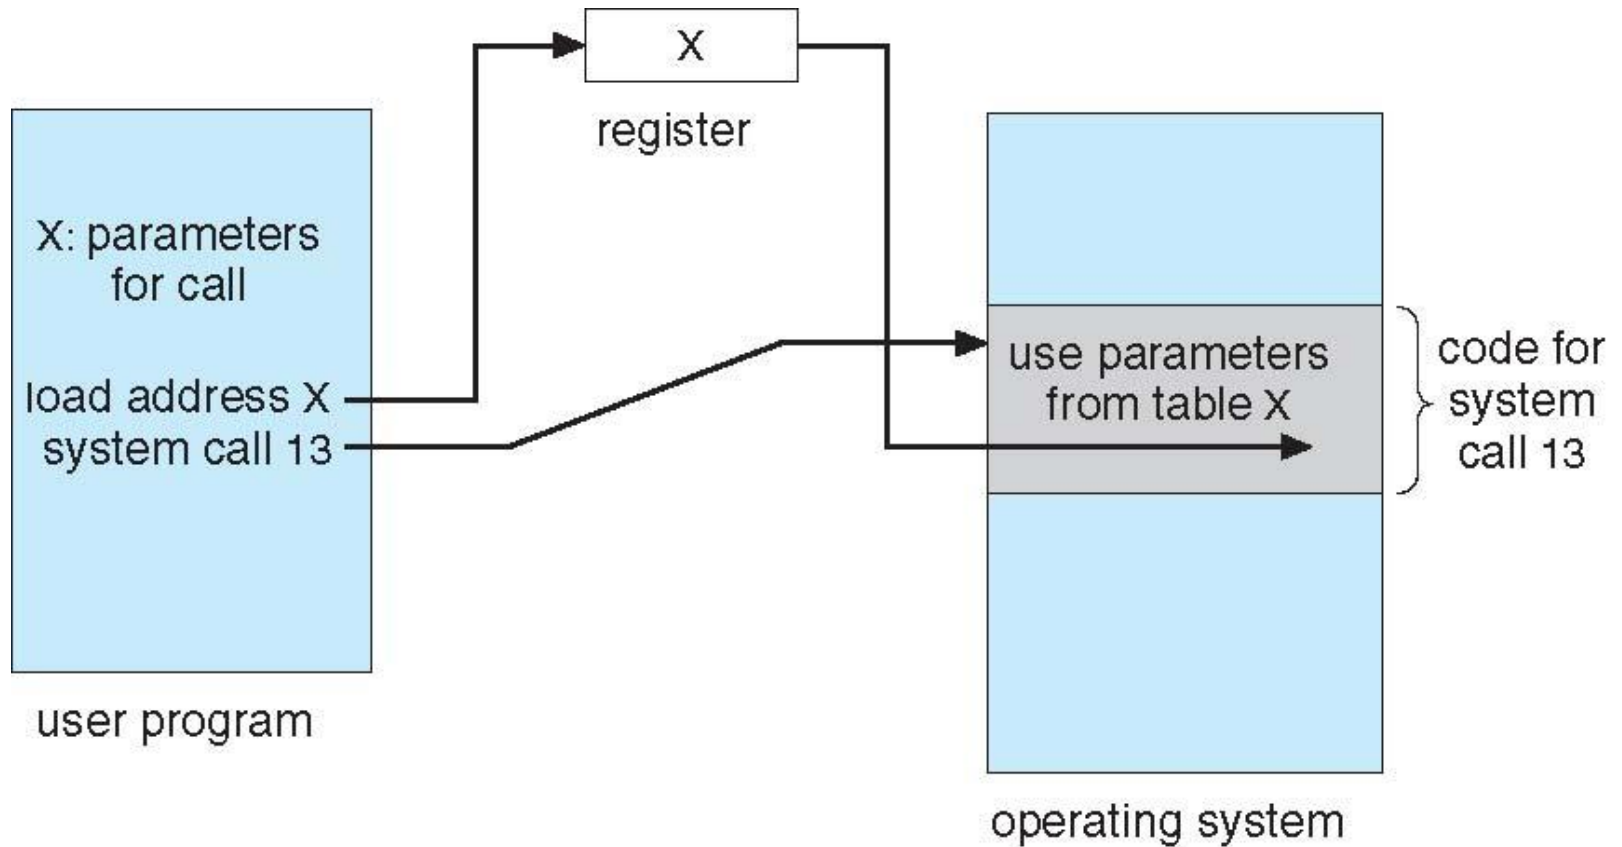 X
register
X: parameters
for call
load address X
system call 13
user program
use parameters
from table X
code for
system
call 13
operating system